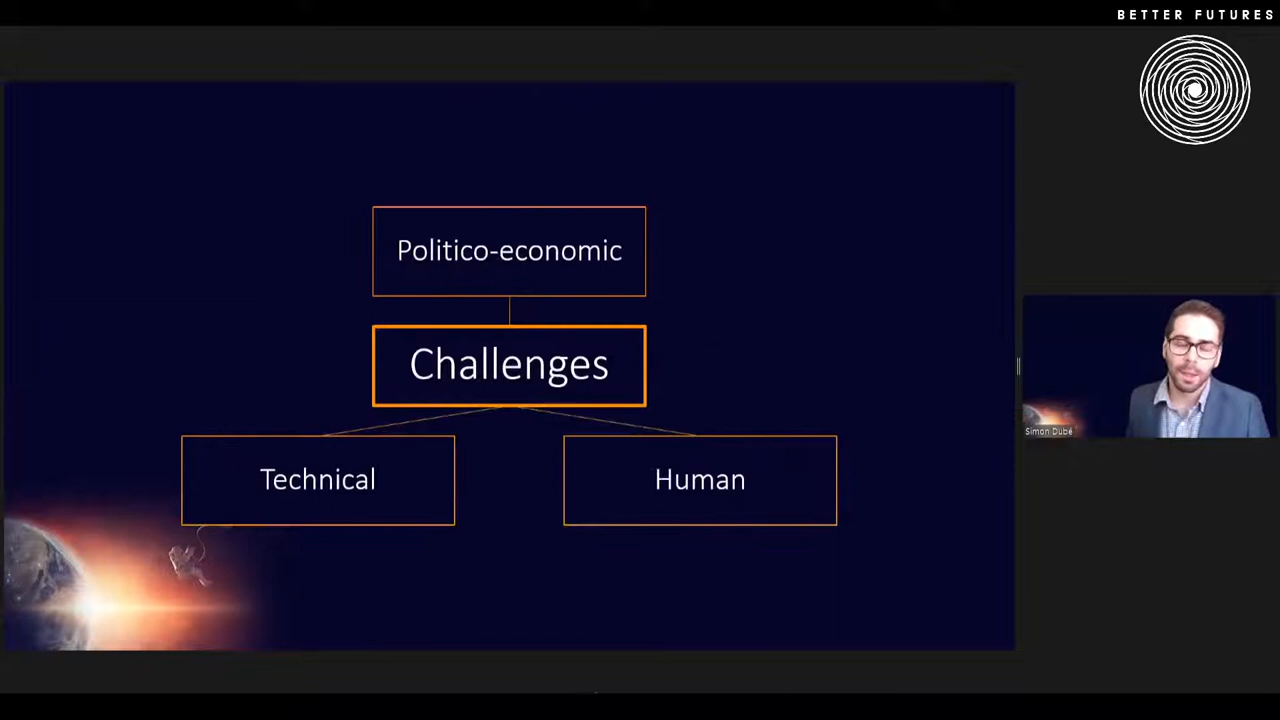 BETTER FUTURES
Politico-economic
Challenges
Technical
Human
Simon Dubé